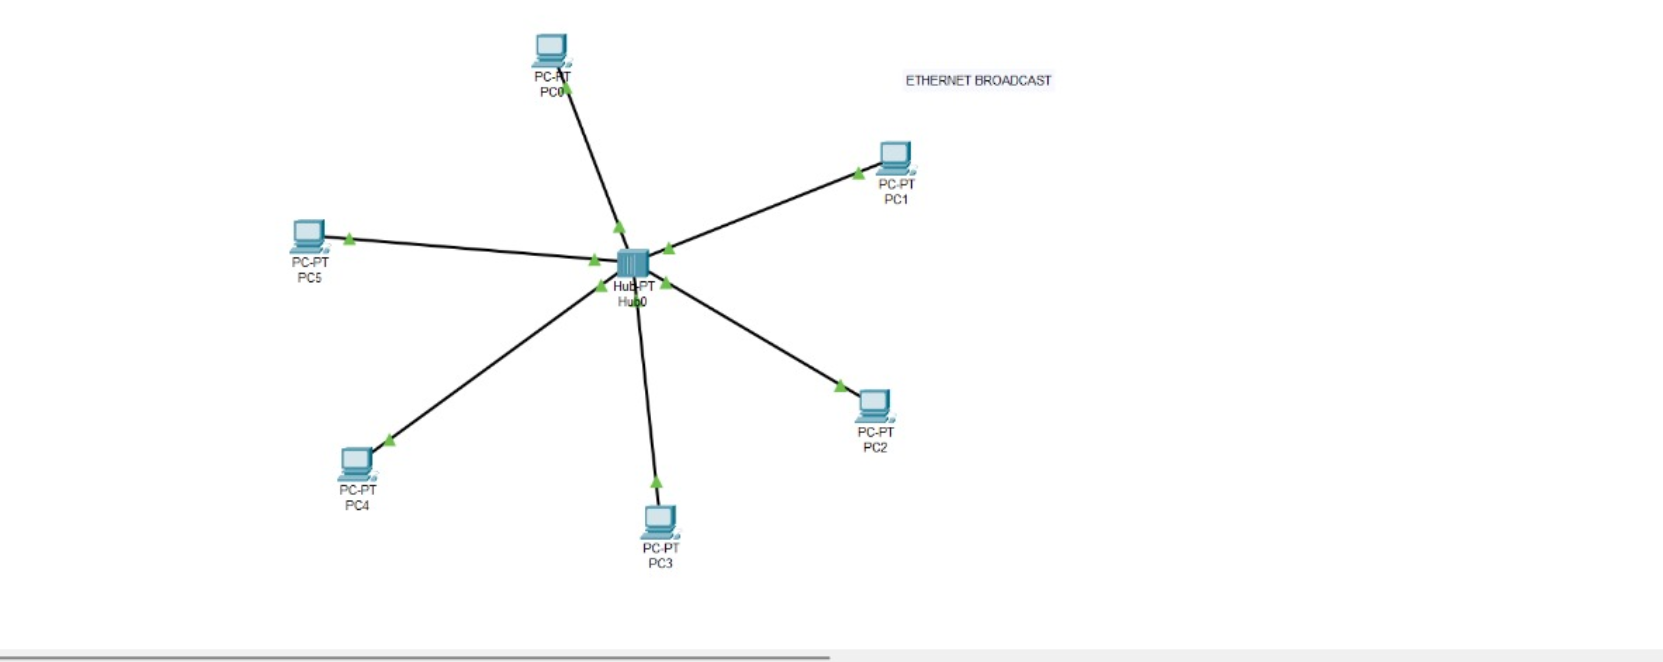 PC-PT
PC0
ETHERNET BROADCAST
PC-PT
PC1
PC-PT
PC5
Hub-PT
Hub0
PC-PT
PC2
PC-PT
PC4
PC-PT
PC3